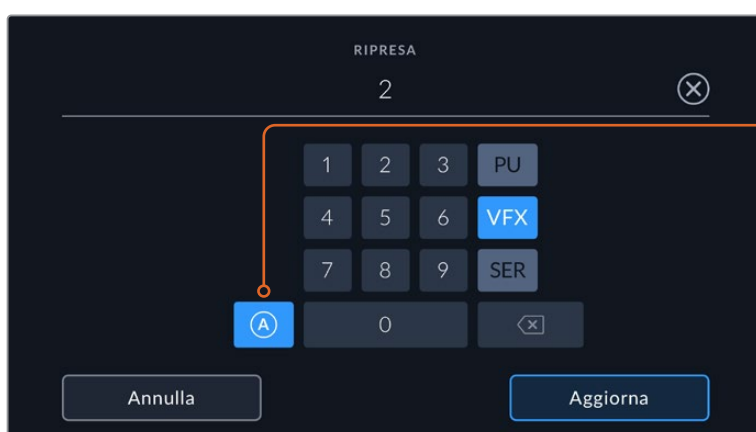 RIPRESA
2
1 2 3 PU
4 5 6 VFX
7 8 9 SER
A 0
Annulla Aggiorna